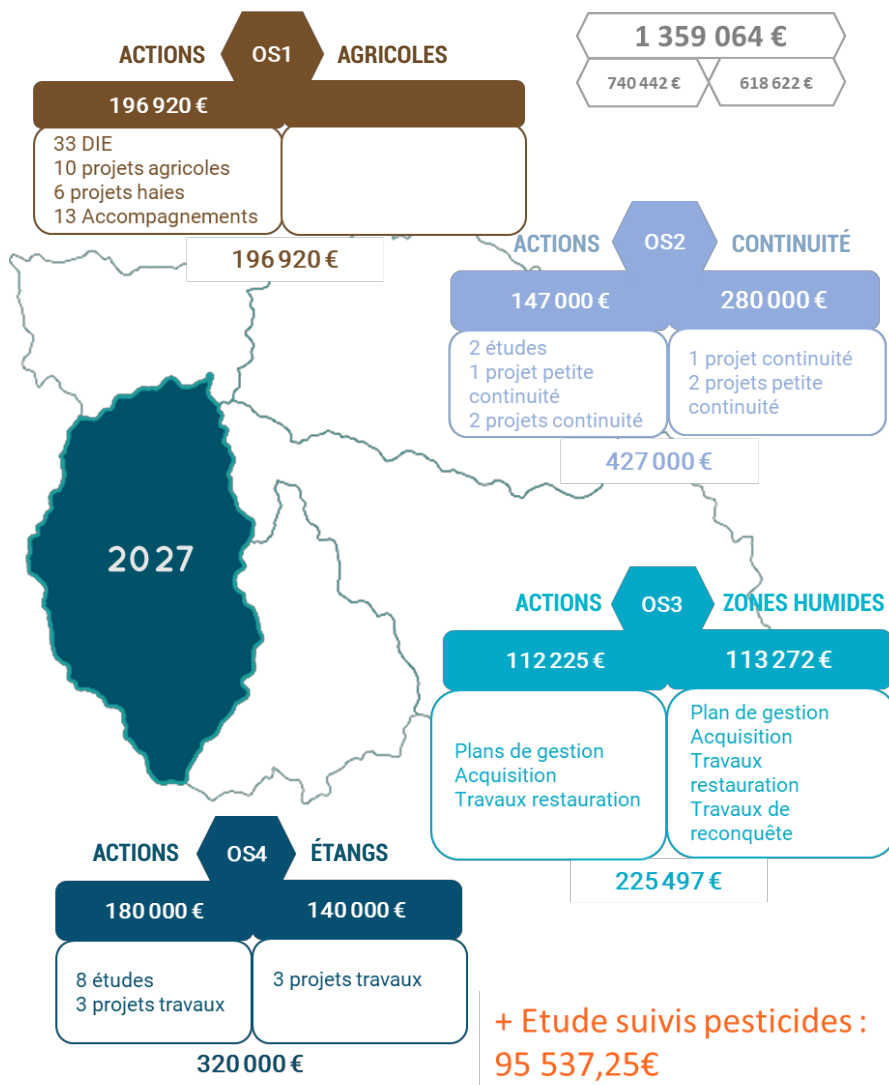 ACTIONS OS1 AGRICOLES
196 920 €
33 DIE
10 projets agricoles
6 projets haies
13 Accompagnements
196 920 €
1 359 064 €
740 442 € 618 622 €
ACTIONS OS2 CONTINUITÉ
147 000 € 280 000 €
2 études
1 projet petite
continuité
2 projets continuité
1 projet continuité
2 projets petite
continuité
427 000 €
2027
ACTIONS OS3 ZONES HUMIDES
112 225 € 113 272 €
Plans de gestion
Acquisition
Travaux restauration
Plan de gestion
Acquisition
Travaux
restauration
Travaux de
reconquête
225 497 €
ACTIONS OS4 ÉTANGS
180 000 € 140 000 €
8 études
3 projets travaux
3 projets travaux
320 000 €
+ Etude suivis pesticides :
95 537,25€